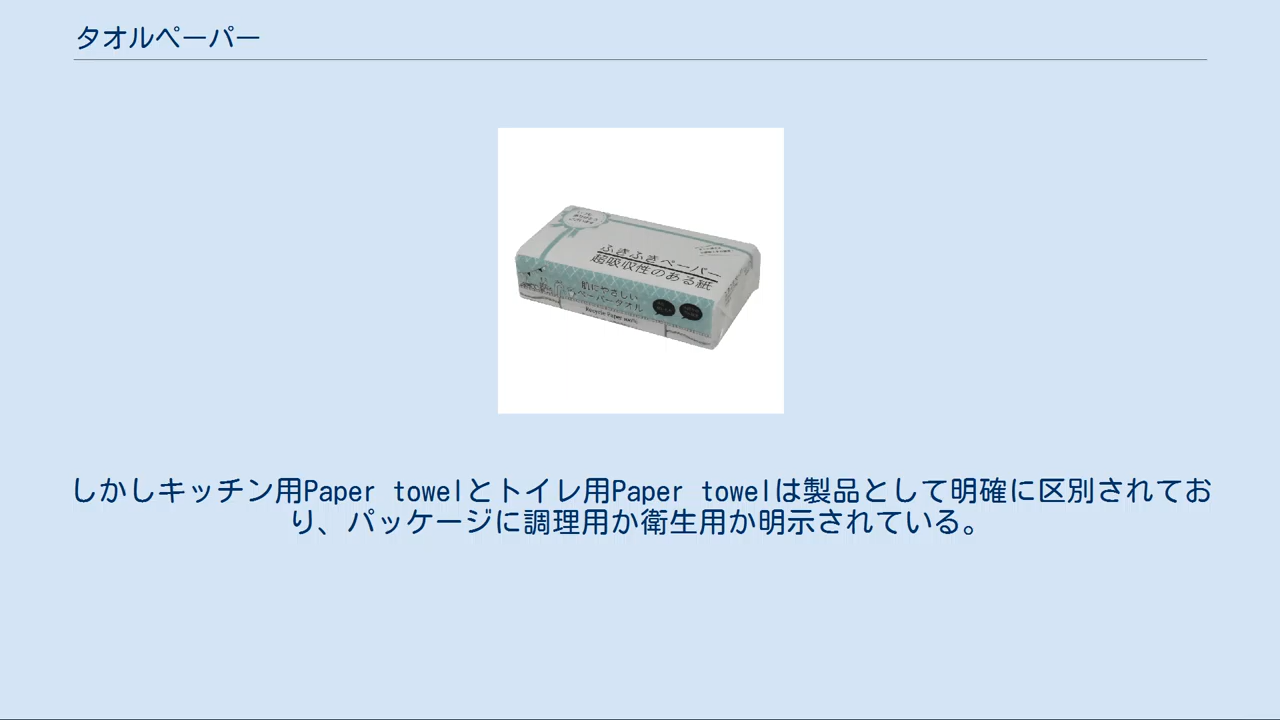 タオルペーパー
ふきふきペーパー
超吸収性のある紙
肌にやさしい
ペーパータオル
Recycle Paper
しかしキッチン用Paper towelとトイレ用Paper towelは製品として明確に区別されてお
り、パッケージに調理用か衛生用か明示されている。